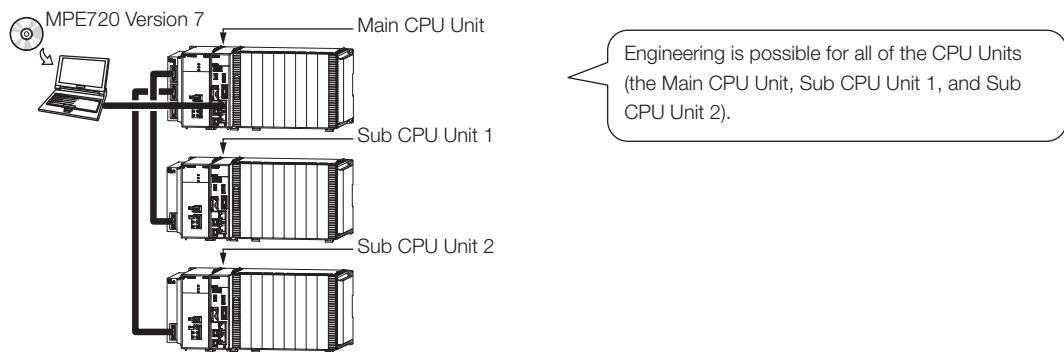 MPE720 Version 7
Main CPU Unit
Engineering is possible for all of the CPU Units
(the Main CPU Unit, Sub CPU Unit 1, and Sub
CPU Unit 2).
Sub CPU Unit 1
Sub CPU Unit 2